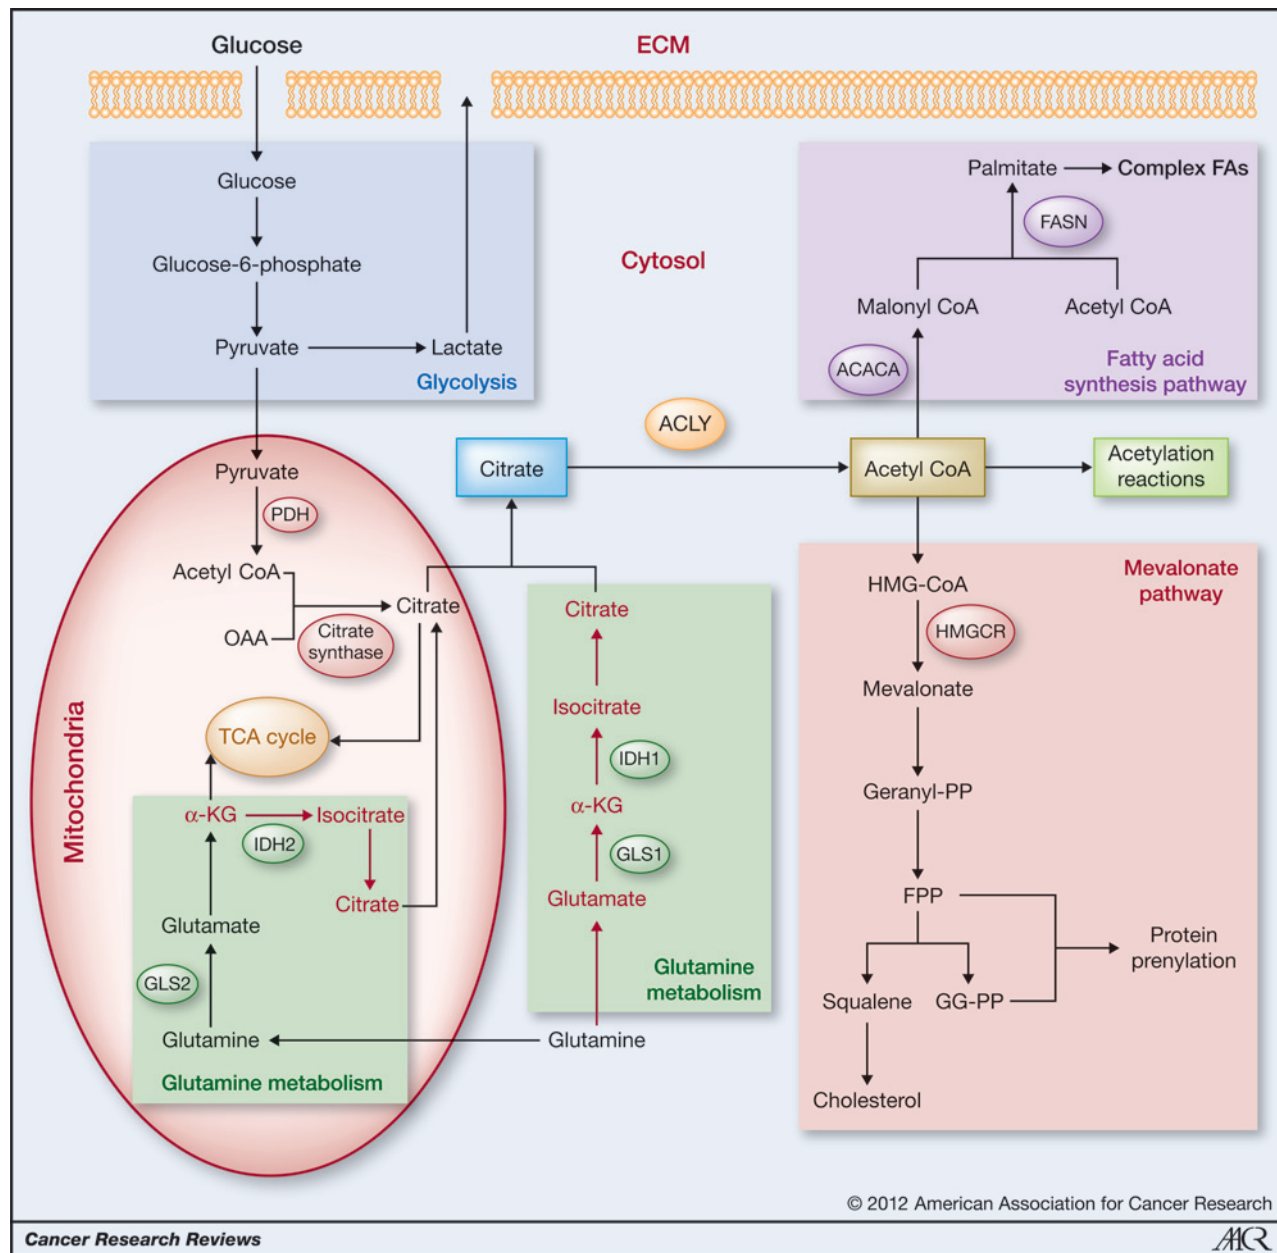 Glucose
ECM
Glucose
Glucose-6-phosphate
Pyruvate
Lactate
Glycolysis
Cytosol
Palmitate
Complex FAs
FASN
Malonyl CoA
Acetyl CoA
ACACA
Fatty acid
synthesis pathway
Pyruvate
PDH
Acetyl CoA
OAA
Citrate
synthase
Citrate
TCA cycle
Mitochondria
α-KG
Isocitrate
IDH2
Citrate
Glutamate
GLS2
Glutamine
Glutamine metabolism
Citrate
ACLY
Acetyl CoA
Acetylation
reactions
Citrate
Isocitrate
IDH1
α-KG
GLS1
Glutamate
Glutamine
metabolism
Glutamine
Mevalonate
pathway
HMG-CoA
HMGCR
Mevalonate
Geranyl-PP
FPP
Protein
prenylation
Squalene
GG-PP
Cholesterol
© 2012 American Association for Cancer Research
Cancer Research Reviews
AACR